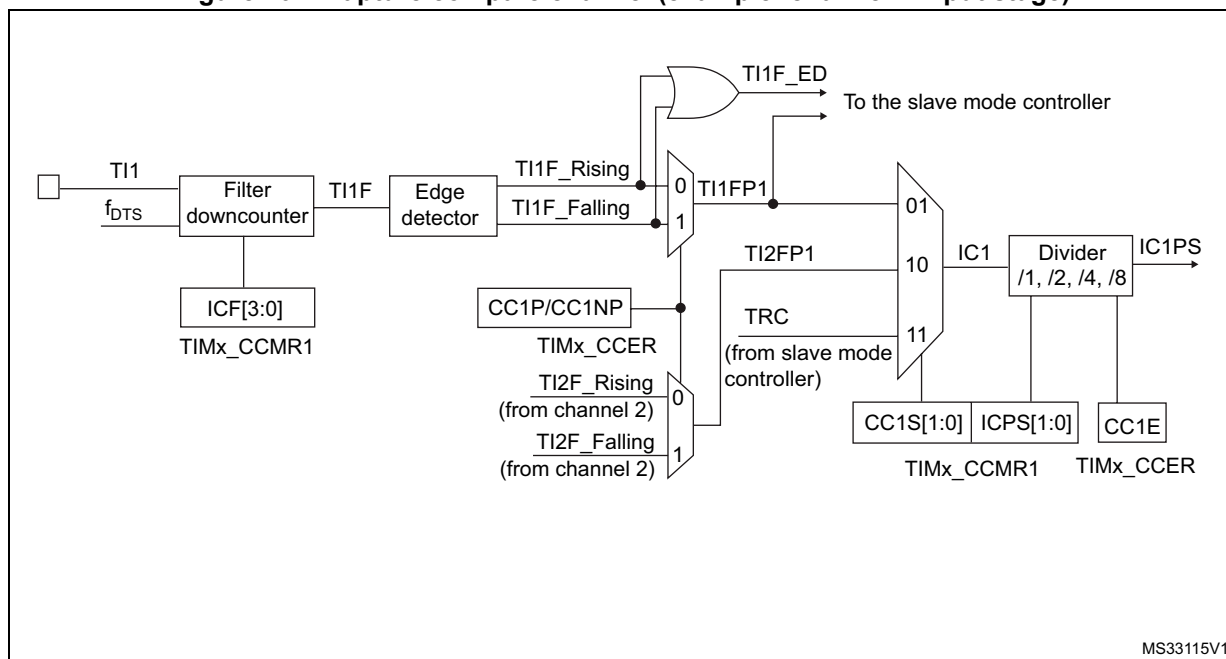 TI1F_ED
To the slave mode controller
TI1
f_DTS
Filter
downcounter
TI1F
Edge
detector
TI1F_Rising
TI1F_Falling
0
1
TI1FP1
TI2FP1
01
10
11
IC1
Divider
/1, /2, /4, /8
IC1PS
ICF[3:0]
TIMx_CCMR1
CC1P/CC1NP
TIMx_CCER
TRC
(from slave mode
controller)
TI2F_Rising
(from channel 2)
TI2F_Falling
(from channel 2)
0
1
CC1S[1:0]
ICPS[1:0]
TIMx_CCMR1
CC1E
TIMx_CCER
MS33115V1